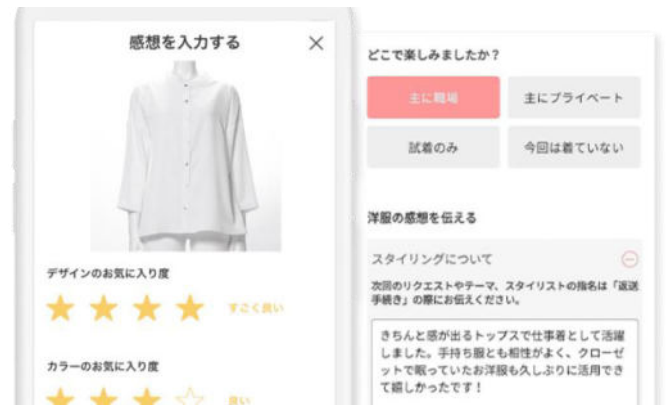 感想を入力する
デザインのお気に入り度
すごく良い
カラーのお気に入り度
良い
どこで楽しみましたか？
主に職場
主にプライベート
試着のみ
今回は着ていない
洋服の感想を伝える
スタイリングについて
次回のリクエストやテーマ、スタイリストの指名は「返送
手続き」の際にお伝えください。
きちんと感が出るトップスで仕事着として活躍
しました。手持ち服とも相性がよく、クローゼ
ットで眠っていたお洋服も久しぶりに活用でき
て嬉しかったです！